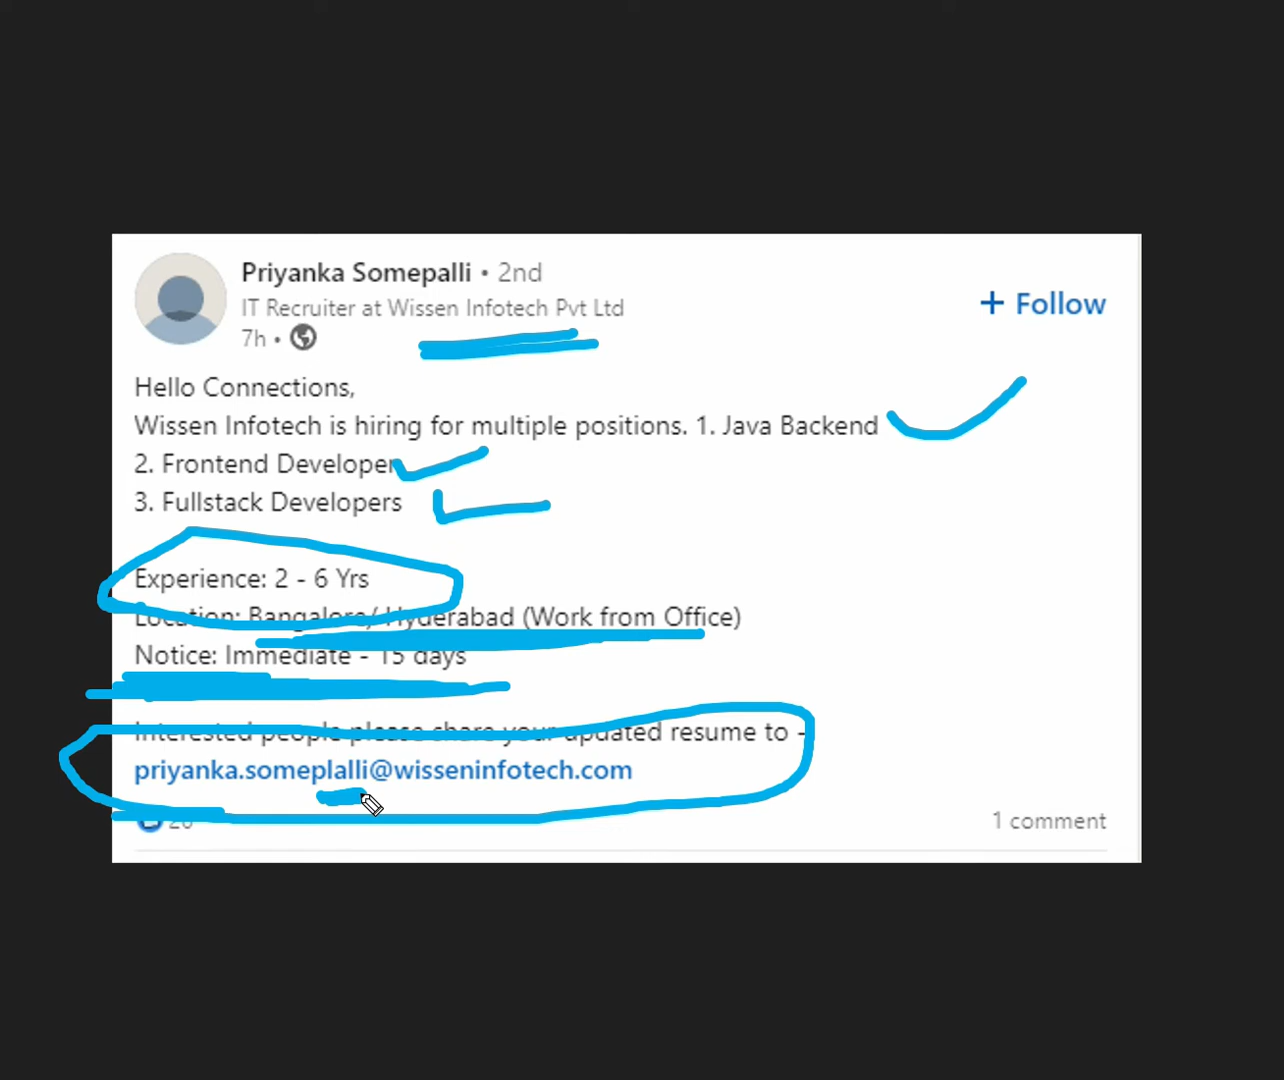 Priyanka Somepalli • 2nd
+ Follow
IT Recruiter at Wissen Infotech Pvt Ltd
7h •
Hello Connections,
Wissen Infotech is hiring for multiple positions. 1. Java Backend
2. Frontend Developer
3. Fullstack Developers
Experience: 2 - 6 Yrs
Location: Bangalore/ Hyderabad (Work from Office)
Notice: Immediate - 15 days
Interested people please share your updated resume to -
priyanka.someplalli@wisseninfotech.com
1 comment